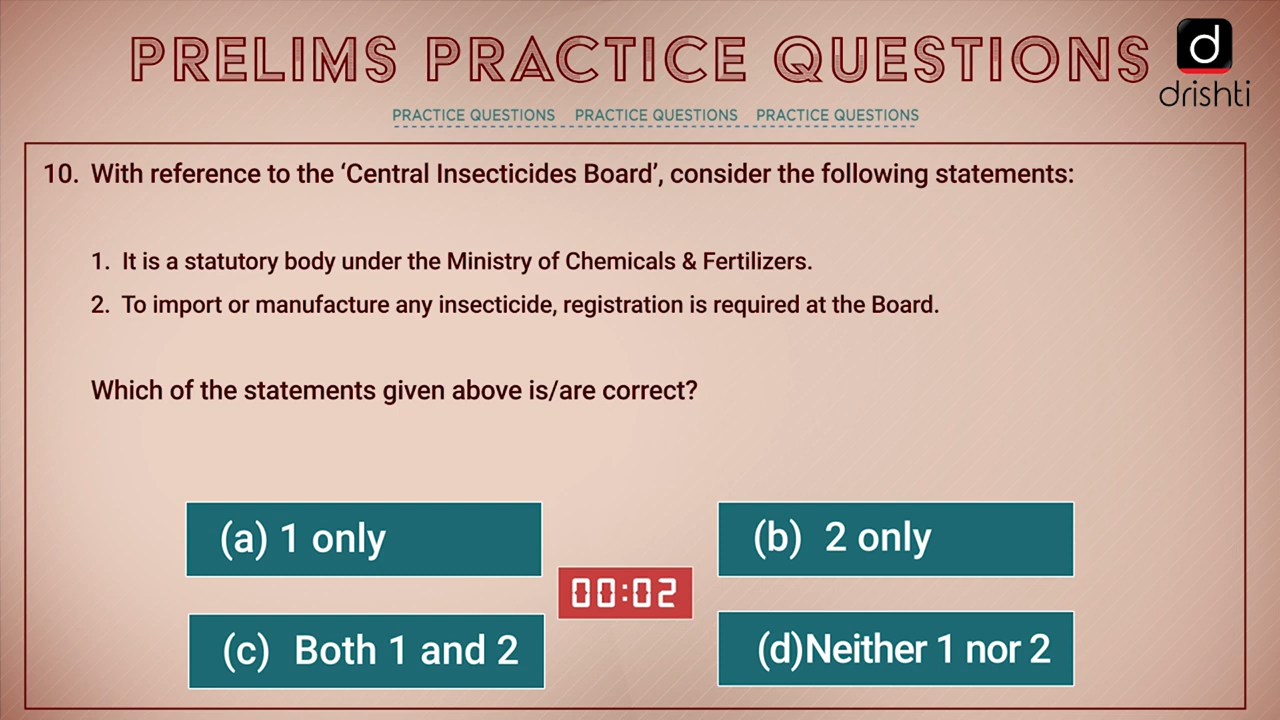 PRELIMS PRACTICE QUESTIONS
d
drishti
PRACTICE QUESTIONS PRACTICE QUESTIONS PRACTICE QUESTIONS
10. With reference to the ‘Central Insecticides Board’, consider the following statements:
1. It is a statutory body under the Ministry of Chemicals & Fertilizers.
2. To import or manufacture any insecticide, registration is required at the Board.
Which of the statements given above is/are correct?
(a) 1 only
(b) 2 only
00:02
(c) Both 1 and 2
(d)Neither 1 nor 2